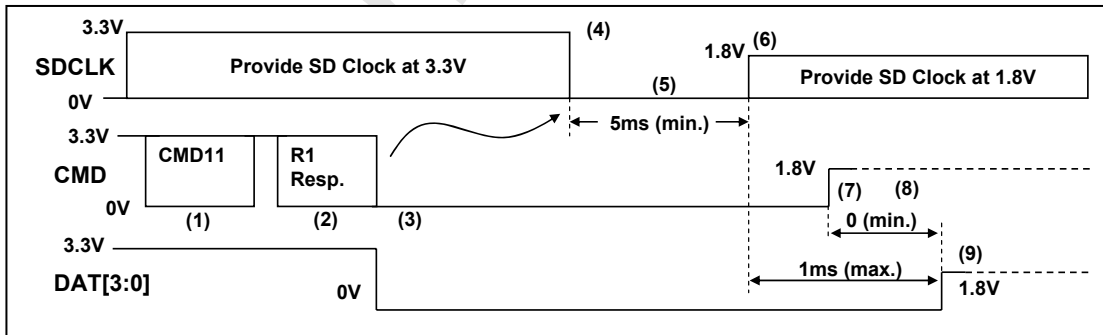 3.3V (4)
SDCLK Provide SD Clock at 3.3V 1.8V (6) Provide SD Clock at 1.8V
0V (5)
5ms (min.)
3.3V
CMD CMD11 R1 Resp. 1.8V (7) (8)
0V (1) (2) (3)
0 (min.)
3.3V (9)
DAT[3:0] 0V 1ms (max.) 1.8V